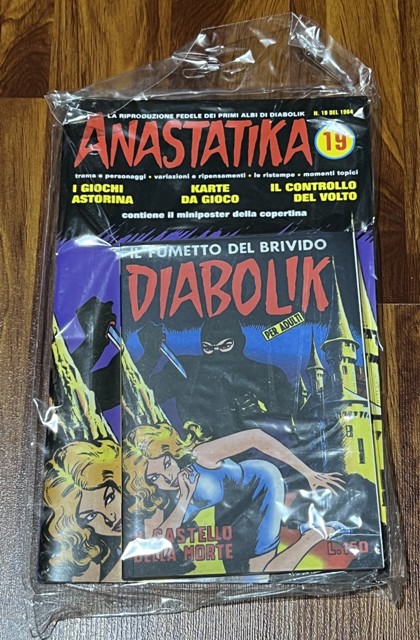 LA RIPRODUZIONE FEDELE DEI PRIMI ALBI DI DIABOLIK
N. 19 DEL 1964
ANASTATIKA 19
trama e personaggi • variazioni e ripensamenti • le ristampe • momenti topici
I GIOCHI ASTORINA
KARTE DA GIOCO
IL CONTROLLO DEL VOLTO
contiene il miniposter della copertina
IL FUMETTO DEL BRIVIDO
DIABOLIK
PER ADULTI
CASTELLO
DELLA MORTE
L.150